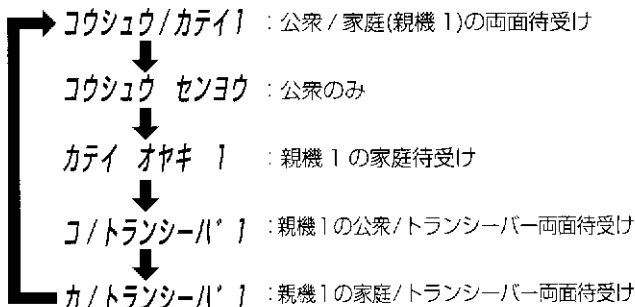 コウシュウ/カテイ1 :公衆/家庭(親機1)の両面待受け
コウシュウ センヨウ :公衆のみ
カテイ オヤキ 1 :親機1の家庭待受け
コ/トランシーバ゛1 :親機1の公衆/トランシーバー両面待受け
カ/トランシーバ゛1 :親機1の家庭/トランシーバー両面待受け